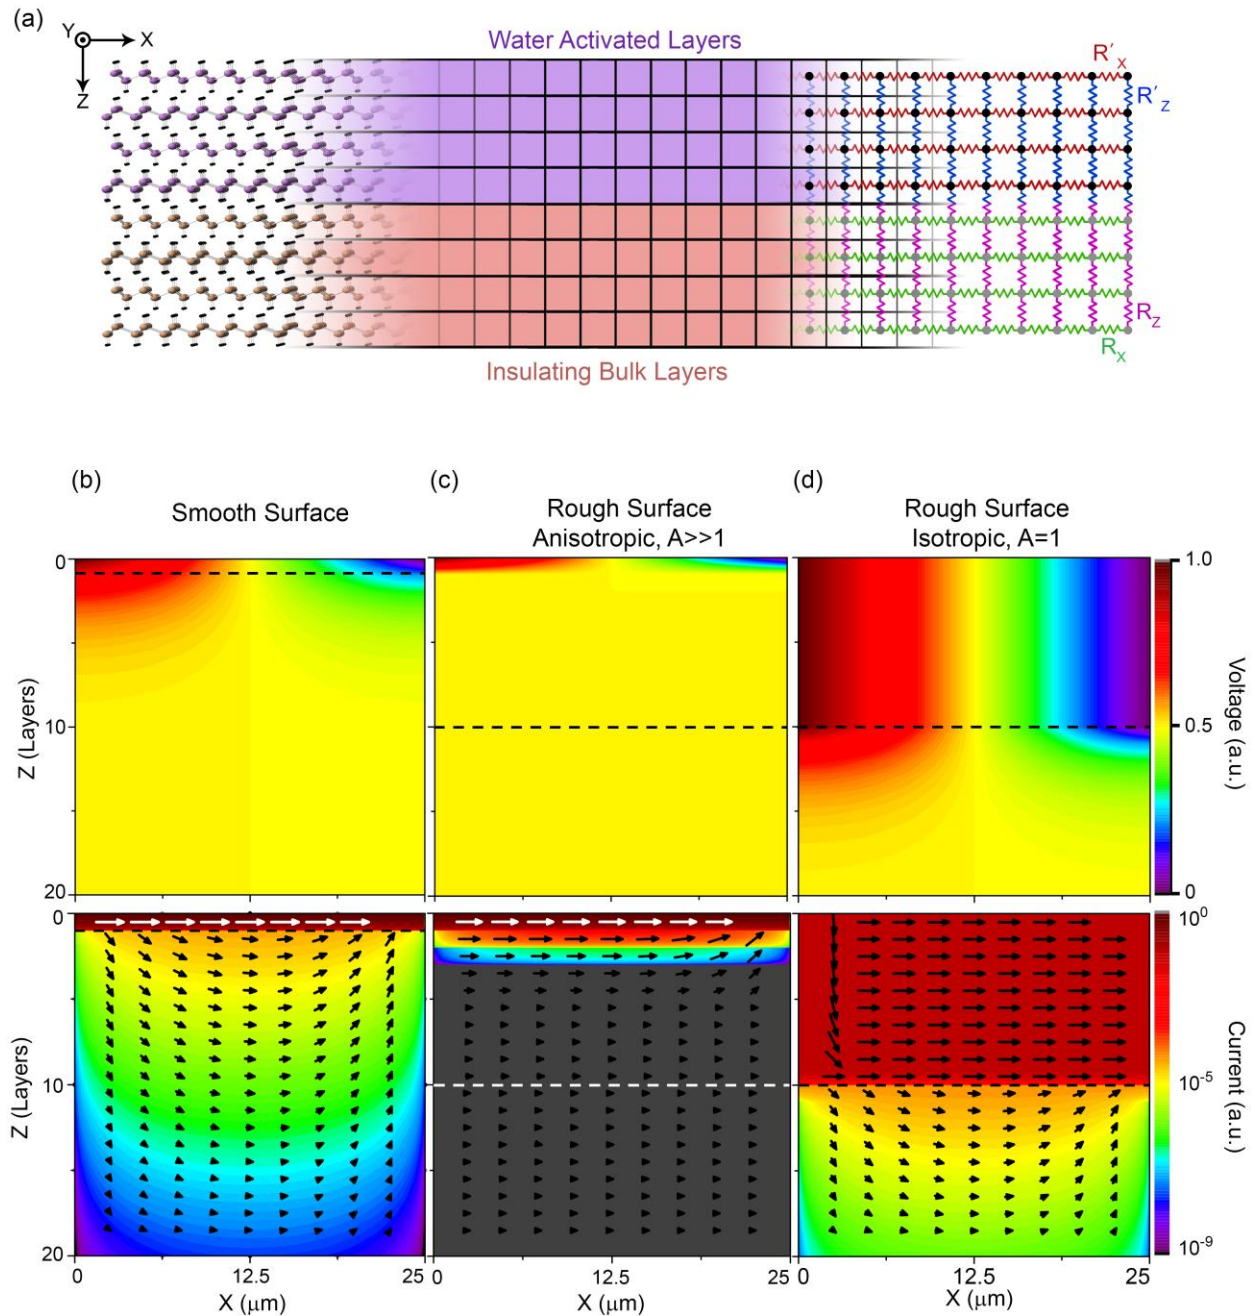 (a)
Y
X
Z
Water Activated Layers
R'x
R'z
Rz
Rx
Insulating Bulk Layers
(b)
Smooth Surface
(c)
Rough Surface
Anisotropic, A>>1
(d)
Rough Surface
Isotropic, A=1
0
10
20
Z (Layers)
1.0
0.5
0
Voltage (a.u.)
0
10
20
Z (Layers)
10⁰
10⁻⁵
10⁻⁹
Current (a.u.)
0 12.5 25
X (μm)
0 12.5 25
X (μm)
0 12.5 25
X (μm)